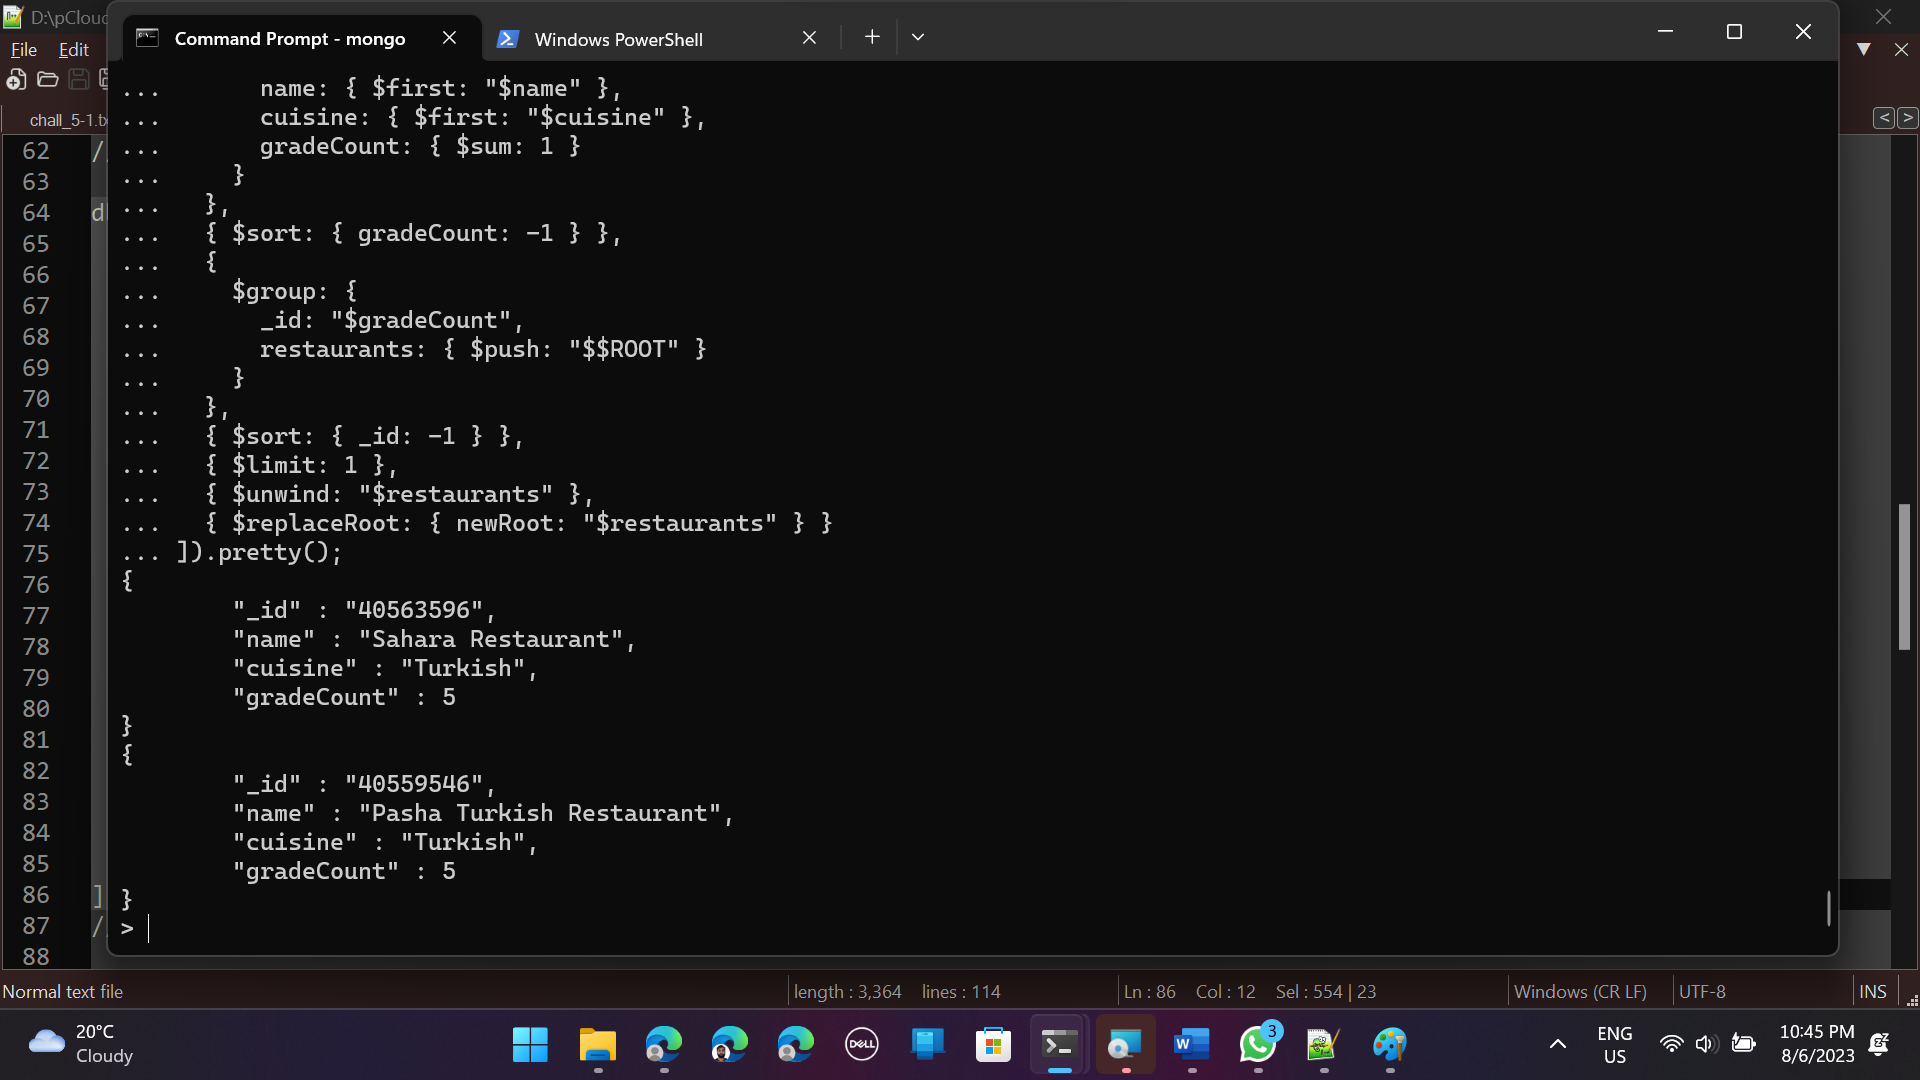 D:\pCloud
Command Prompt - mongo
Windows PowerShell
File Edit
chall_5-1.b
... name: { $first: "$name" },
... cuisine: { $first: "$cuisine" },
... gradeCount: { $sum: 1 }
... }
... },
... { $sort: { gradeCount: -1 } },
... {
... $group: {
... _id: "$gradeCount",
... restaurants: { $push: "$$ROOT" }
... }
... },
... { $sort: { _id: -1 } },
... { $limit: 1 },
... { $unwind: "$restaurants" },
... { $replaceRoot: { newRoot: "$restaurants" } }
... ]).pretty();
{
"_id" : "40563596",
"name" : "Sahara Restaurant",
"cuisine" : "Turkish",
"gradeCount" : 5
}
{
"_id" : "40559546",
"name" : "Pasha Turkish Restaurant",
"cuisine" : "Turkish",
"gradeCount" : 5
}
>
62 /
63
64 d
65
66
67
68
69
70
71
72
73
74
75
76
77
78
79
80
81
82
83
84
85
86 ]
87 /
88
Normal text file length : 3,364 lines : 114 Ln : 86 Col : 12 Sel : 554 | 23 Windows (CR LF) UTF-8 INS
20°C
Cloudy
DELL
W
3
ENG
US
10:45 PM
8/6/2023